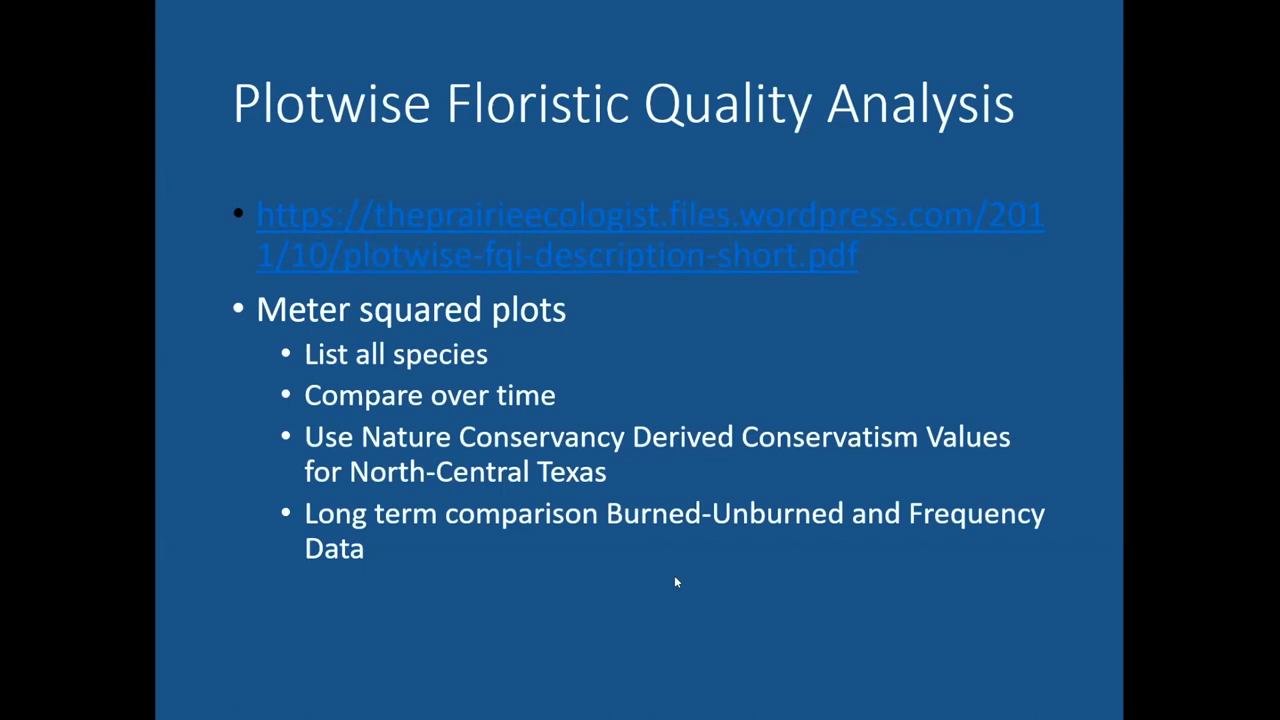 Plotwise Floristic Quality Analysis
• https://theprairieecologist.files.wordpress.com/201
1/10/plotwise-fqi-description-short.pdf
• Meter squared plots
• List all species
• Compare over time
• Use Nature Conservancy Derived Conservatism Values
for North-Central Texas
• Long term comparison Burned-Unburned and Frequency
Data